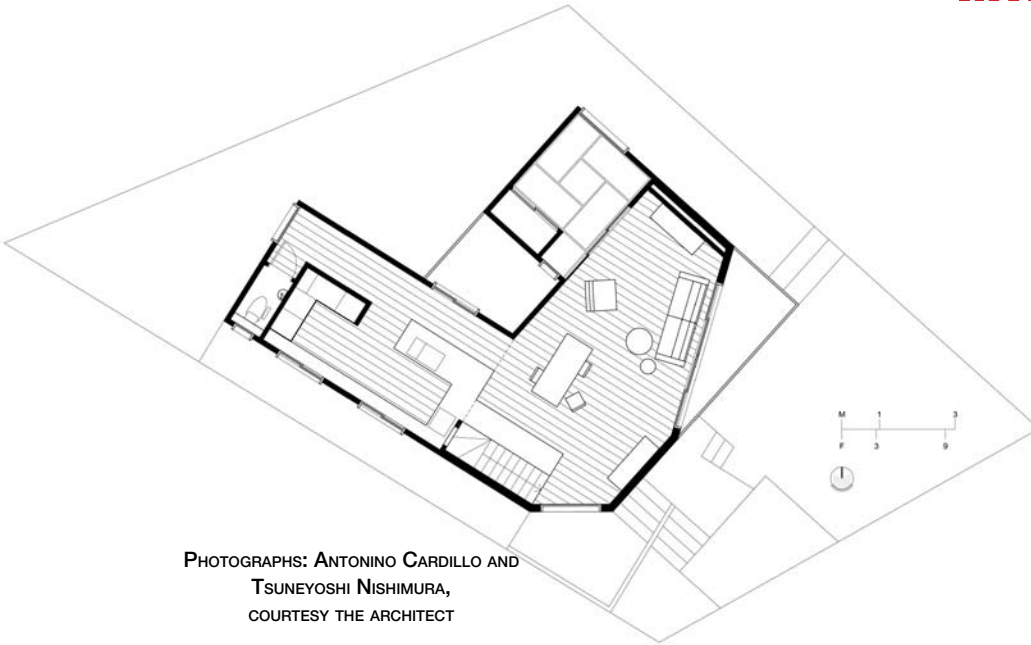 M 1 3
F 3 9
Photographs: Antonino Cardillo and
Tsuneyoshi Nishimura,
courtesy the architect